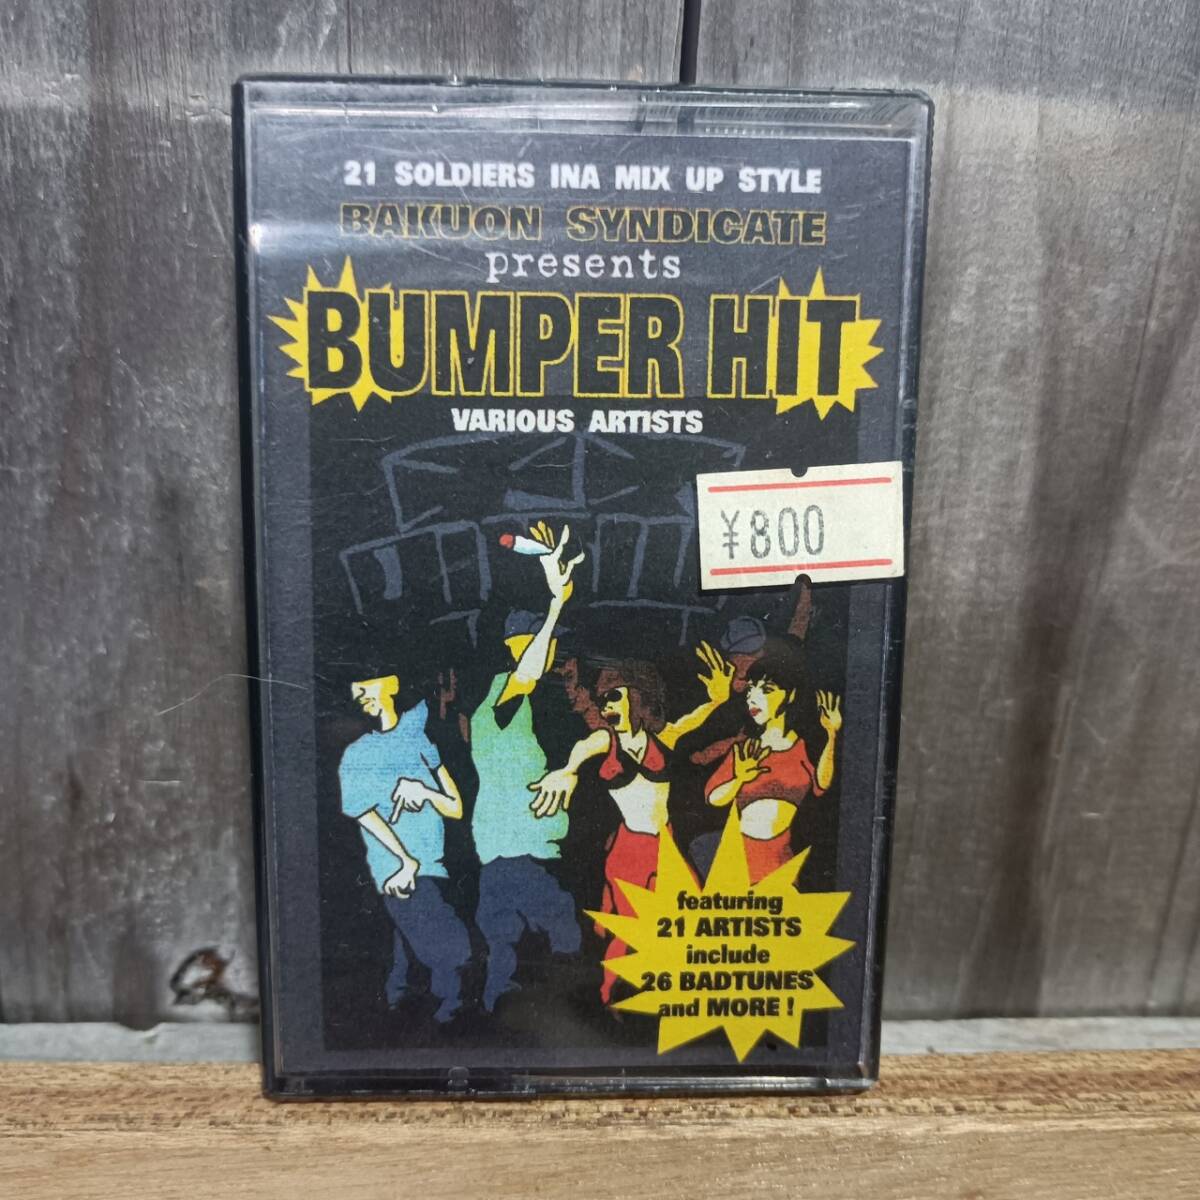 21 SOLDIERS INA MIX UP STYLE
BAKUON SYNDICATE
presents
BUMPER HIT
VARIOUS ARTISTS
¥800
featuring
21 ARTISTS
include
26 BADTUNES
and MORE !